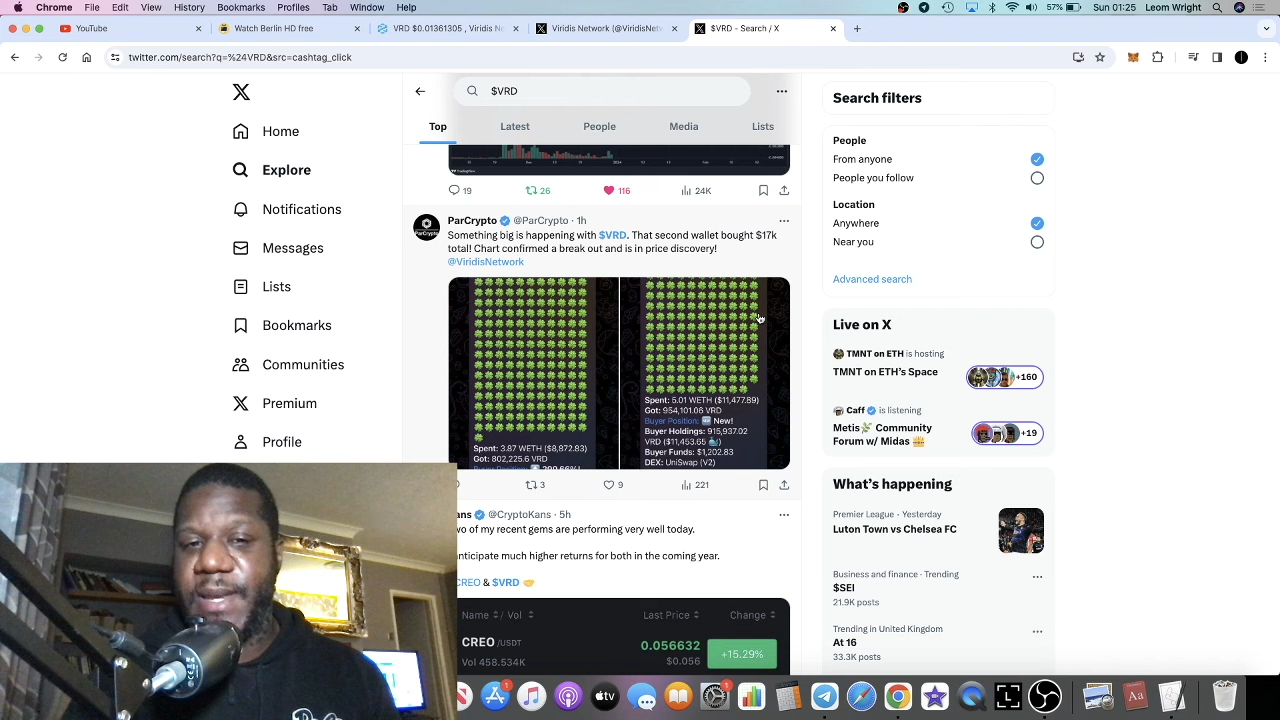 Chrome File Edit View History Bookmarks Profiles Tab Window Help
57% Sun 01:25 Leom Wright
YouTube
Watch Berlin HD free
VRD $0.01361305 , Viridis N
Viridis Network (@ViridisNetw
$VRD - Search / X
twitter.com/search?q=%24VRD&src=cashtag_click
Home
Explore
Notifications
Messages
Lists
Bookmarks
Communities
Premium
Profile
$VRD
Top Latest People Media Lists
19 26 116 24K
ParCrypto @ParCrypto · 1h
Something big is happening with $VRD. That second wallet bought $17k
total! Chart confirmed a break out and is in price discovery!
@ViridisNetwork
ParCrypto
Spent: 3.87 WETH ($8,872.83)
Got: 802,225.6 VRD
Spent: 5.01 WETH ($11,477.89)
Got: 954,101.06 VRD
Buyer Position: New!
Buyer Holdings: 915,937.02
VRD ($11,453.65 )
Buyer Funds: $1,202.83
DEX: UniSwap (V2)
3 9 221
ans @CryptoKans · 5h
wo of my recent gems are performing very well today.
anticipate much higher returns for both in the coming year.
CREO & $VRD
Name / Vol Last Price Change
CREO /USDT 0.056632 +15.29%
Vol 458.534K $0.056
Search filters
People
From anyone
People you follow
Location
Anywhere
Near you
Advanced search
Live on X
TMNT on ETH is hosting
TMNT on ETH's Space
+160
Caff is listening
Metis Community
Forum w/ Midas
+19
What's happening
Premier League · Yesterday
Luton Town vs Chelsea FC
Business and finance · Trending
$SEI
21.9K posts
Trending in United Kingdom
At 16
33.3K posts